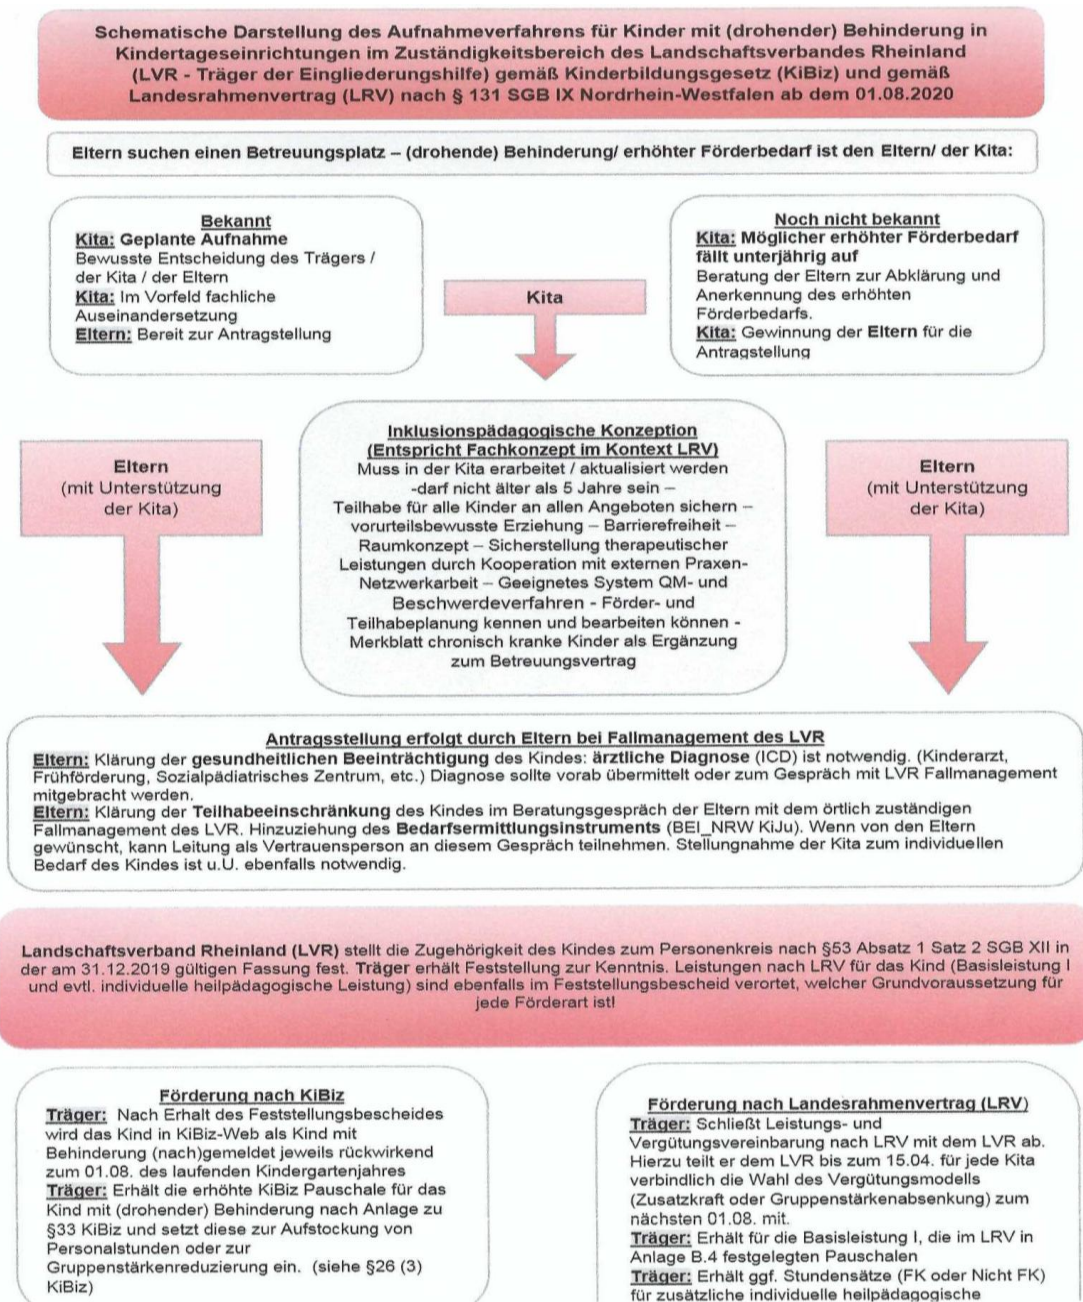 Schematische Darstellung des Aufnahmeverfahrens für Kinder mit (drohender) Behinderung in
Kindertageseinrichtungen im Zuständigkeitsbereich des Landschaftsverbandes Rheinland
(LVR - Träger der Eingliederungshilfe) gemäß Kinderbildungsgesetz (KiBiz) und gemäß
Landesrahmenvertrag (LRV) nach § 131 SGB IX Nordrhein-Westfalen ab dem 01.08.2020
Eltern suchen einen Betreuungsplatz – (drohende) Behinderung/ erhöhter Förderbedarf ist den Eltern/ der Kita:
Bekannt
Kita: Geplante Aufnahme
Bewusste Entscheidung des Trägers /
der Kita / der Eltern
Kita: Im Vorfeld fachliche
Auseinandersetzung
Eltern: Bereit zur Antragstellung
Kita
Noch nicht bekannt
Kita: Möglicher erhöhter Förderbedarf
fällt unterjährig auf
Beratung der Eltern zur Abklärung und
Anerkennung des erhöhten
Förderbedarfs.
Kita: Gewinnung der Eltern für die
Antragstellung
Eltern
(mit Unterstützung
der Kita)
Inklusionspädagogische Konzeption
(Entspricht Fachkonzept im Kontext LRV)
Muss in der Kita erarbeitet / aktualisiert werden
-darf nicht älter als 5 Jahre sein –
Teilhabe für alle Kinder an allen Angeboten sichern –
vorurteilsbewusste Erziehung – Barrierefreiheit –
Raumkonzept – Sicherstellung therapeutischer
Leistungen durch Kooperation mit externen Praxen-
Netzwerkarbeit – Geeignetes System QM- und
Beschwerdeverfahren - Förder- und
Teilhabeplanung kennen und bearbeiten können -
Merkblatt chronisch kranke Kinder als Ergänzung
zum Betreuungsvertrag
Eltern
(mit Unterstützung
der Kita)
Antragsstellung erfolgt durch Eltern bei Fallmanagement des LVR
Eltern: Klärung der gesundheitlichen Beeinträchtigung des Kindes: ärztliche Diagnose (ICD) ist notwendig. (Kinderarzt,
Frühförderung, Sozialpädiatrisches Zentrum, etc.) Diagnose sollte vorab übermittelt oder zum Gespräch mit LVR Fallmanagement
mitgebracht werden.
Eltern: Klärung der Teilhabeeinschränkung des Kindes im Beratungsgespräch der Eltern mit dem örtlich zuständigen
Fallmanagement des LVR. Hinzuziehung des Bedarfsermittlungsinstruments (BEI_NRW KiJu). Wenn von den Eltern
gewünscht, kann Leitung als Vertrauensperson an diesem Gespräch teilnehmen. Stellungnahme der Kita zum individuellen
Bedarf des Kindes ist u.U. ebenfalls notwendig.
Landschaftsverband Rheinland (LVR) stellt die Zugehörigkeit des Kindes zum Personenkreis nach §53 Absatz 1 Satz 2 SGB XII in
der am 31.12.2019 gültigen Fassung fest. Träger erhält Feststellung zur Kenntnis. Leistungen nach LRV für das Kind (Basisleistung I
und evtl. individuelle heilpädagogische Leistung) sind ebenfalls im Feststellungsbescheid verortet, welcher Grundvoraussetzung für
jede Förderart ist!
Förderung nach KiBiz
Träger: Nach Erhalt des Feststellungsbescheides
wird das Kind in KiBiz-Web als Kind mit
Behinderung (nach)gemeldet jeweils rückwirkend
zum 01.08. des laufenden Kindergartenjahres
Träger: Erhält die erhöhte KiBiz Pauschale für das
Kind mit (drohender) Behinderung nach Anlage zu
§33 KiBiz und setzt diese zur Aufstockung von
Personalstunden oder zur
Gruppenstärkenreduzierung ein. (siehe §26 (3)
KiBiz)
Förderung nach Landesrahmenvertrag (LRV)
Träger: Schließt Leistungs- und
Vergütungsvereinbarung nach LRV mit dem LVR ab.
Hierzu teilt er dem LVR bis zum 15.04. für jede Kita
verbindlich die Wahl des Vergütungsmodells
(Zusatzkraft oder Gruppenstärkenabsenkung) zum
nächsten 01.08. mit.
Träger: Erhält für die Basisleistung I, die im LRV in
Anlage B.4 festgelegten Pauschalen
Träger: Erhält ggf. Stundensätze (FK oder Nicht FK)
für zusätzliche individuelle heilpädagogische